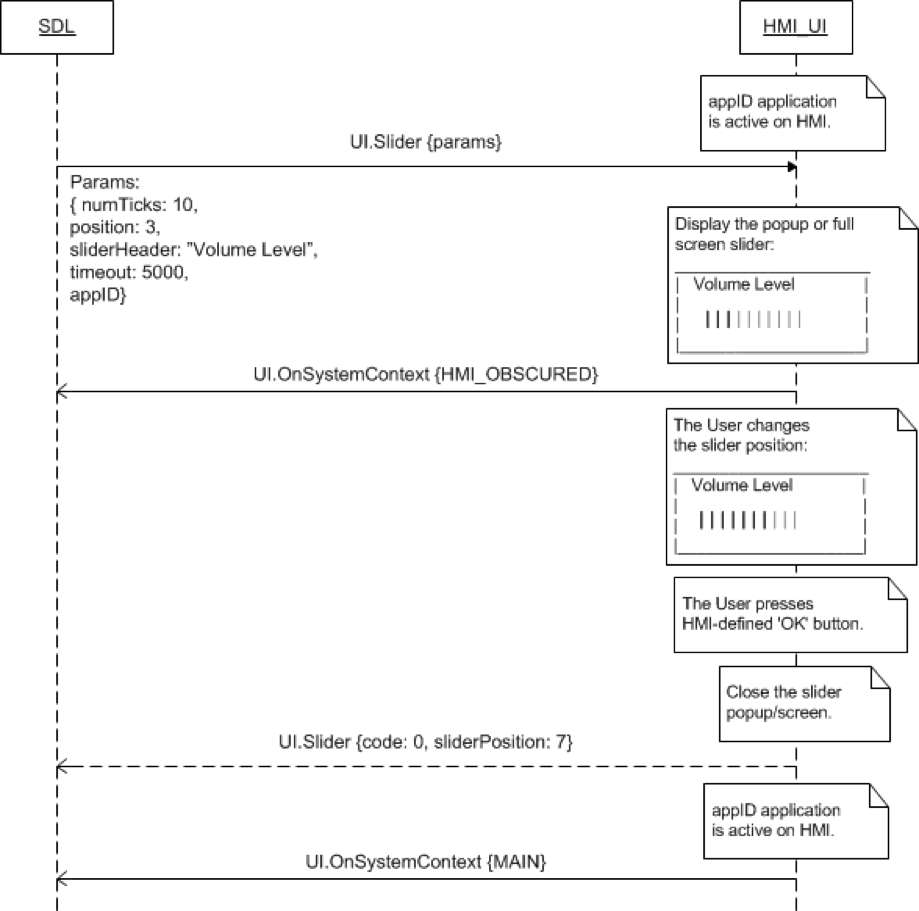 SDL
HMI_UI
appID application
is active on HMI.
UI.Slider {params}
Params:
{ numTicks: 10,
position: 3,
sliderHeader: ”Volume Level”,
timeout: 5000,
appID}
Display the popup or full
screen slider:
Volume Level
UI.OnSystemContext {HMI_OBSCURED}
The User changes
the slider position:
Volume Level
The User presses
HMI-defined 'OK' button.
Close the slider
popup/screen.
UI.Slider {code: 0, sliderPosition: 7}
appID application
is active on HMI.
UI.OnSystemContext {MAIN}